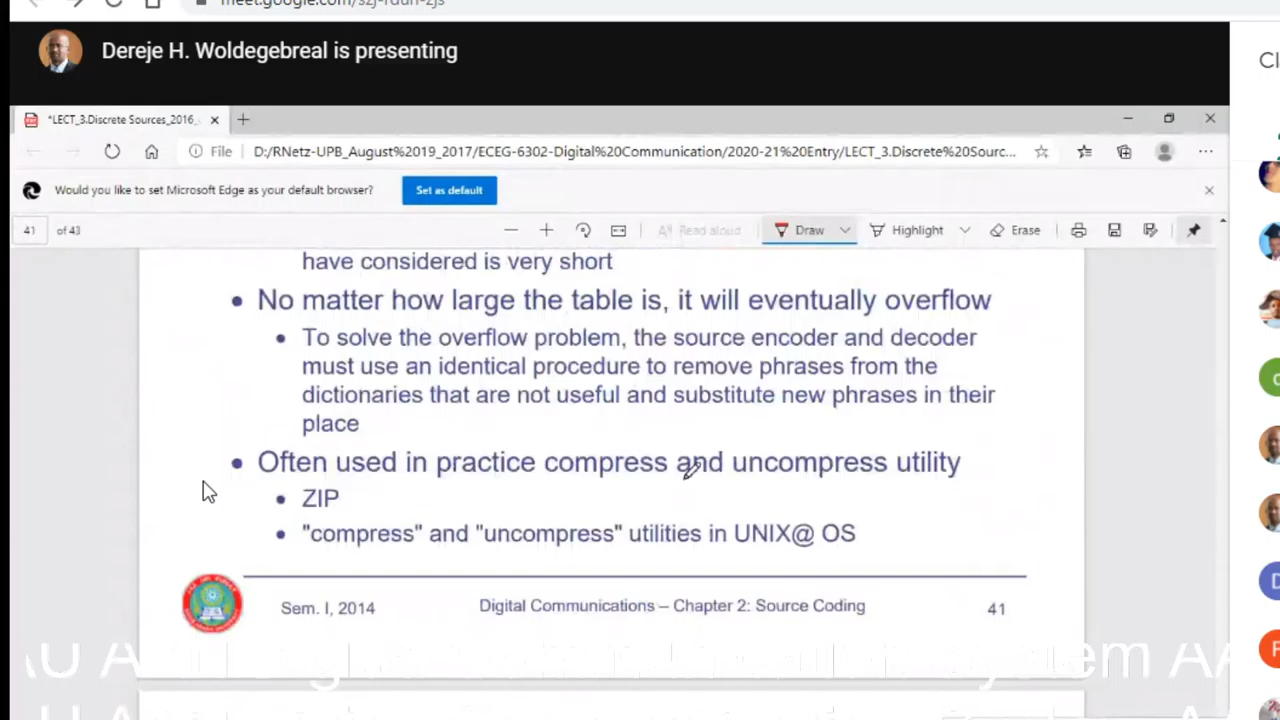 Dereje H. Woldegebreal is presenting
*LECT_3.Discrete Sources_2016_
File D:/RNetz-UPB_August%2019_2017/ECEG-6302-Digital%20Communication/2020-21%20Entry/LECT_3.Discrete%20Sourc...
Would you like to set Microsoft Edge as your default browser? Set as default
41 of 43 Read aloud Draw Highlight Erase
have considered is very short
• No matter how large the table is, it will eventually overflow
• To solve the overflow problem, the source encoder and decoder
must use an identical procedure to remove phrases from the
dictionaries that are not useful and substitute new phrases in their
place
• Often used in practice compress and uncompress utility
• ZIP
• "compress" and "uncompress" utilities in UNIX@ OS
Sem. I, 2014 Digital Communications – Chapter 2: Source Coding 41